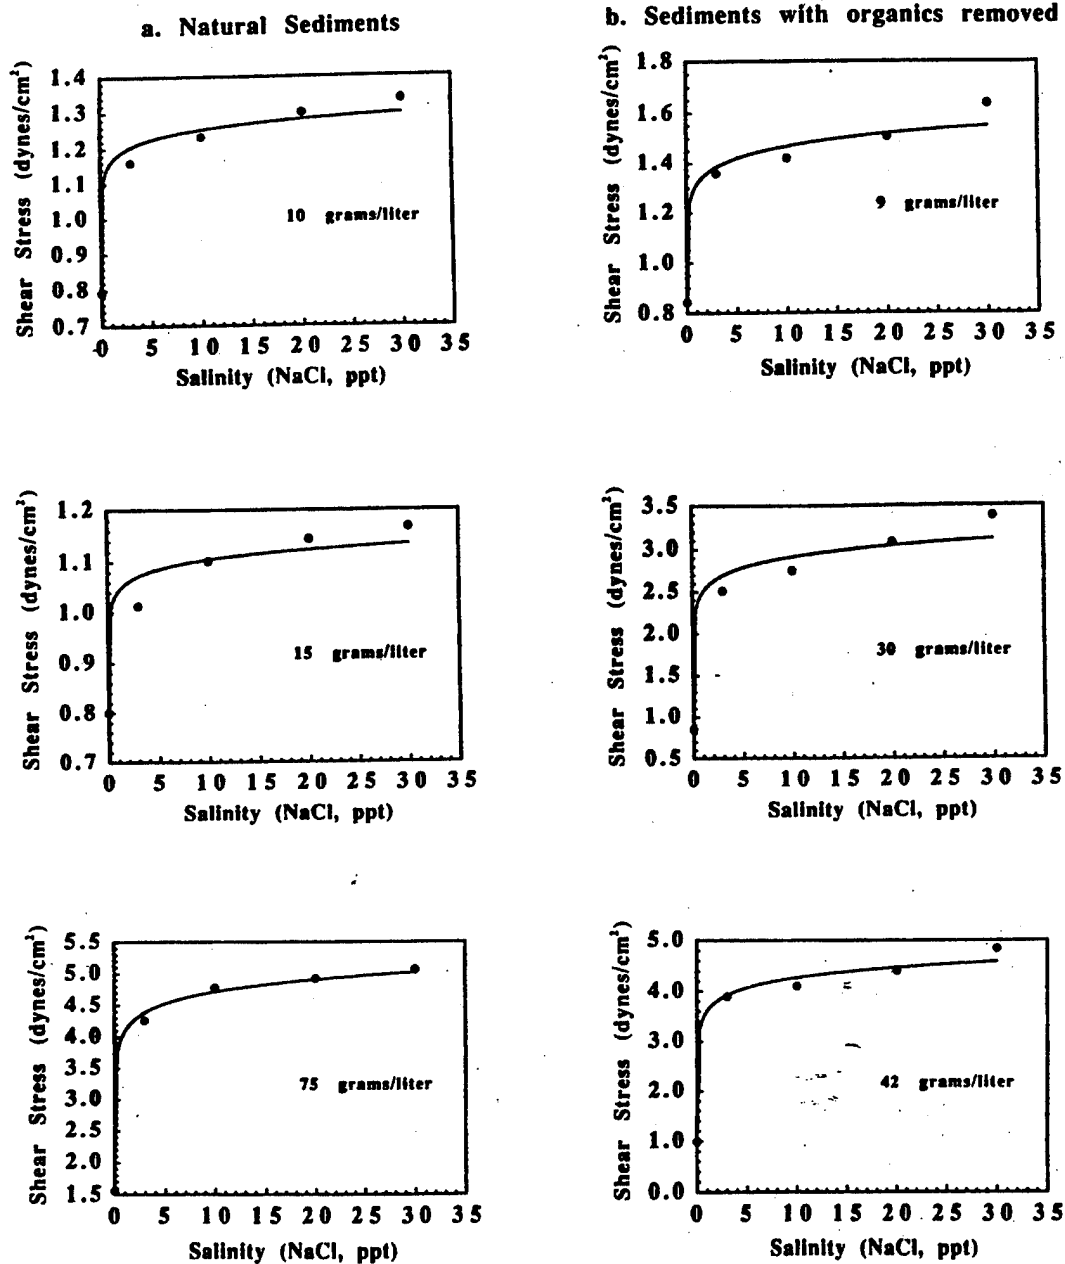 a. Natural Sediments
b. Sediments with organics removed
Shear Stress (dynes/cm²)
1.4
1.3
1.2
1.1
1.0
0.9
0.8
0.7
10 grams/liter
0 5 10 15 20 25 30 35
Salinity (NaCl, ppt)
Shear Stress (dynes/cm²)
1.8
1.6
1.4
1.2
1.0
0.8
9 grams/liter
0 5 10 15 20 25 30 35
Salinity (NaCl, ppt)
Shear Stress (dynes/cm²)
1.2
1.1
1.0
0.9
0.8
0.7
15 grams/liter
0 5 10 15 20 25 30 35
Salinity (NaCl, ppt)
Shear Stress (dynes/cm²)
3.5
3.0
2.5
2.0
1.5
1.0
0.5
30 grams/liter
0 5 10 15 20 25 30 35
Salinity (NaCl, ppt)
Shear Stress (dynes/cm²)
5.5
5.0
4.5
4.0
3.5
3.0
2.5
2.0
1.5
75 grams/liter
0 5 10 15 20 25 30 35
Salinity (NaCl, ppt)
Shear Stress (dynes/cm²)
5.0
4.0
3.0
2.0
1.0
0.0
42 grams/liter
0 5 10 15 20 25 30 35
Salinity (NaCl, ppt)